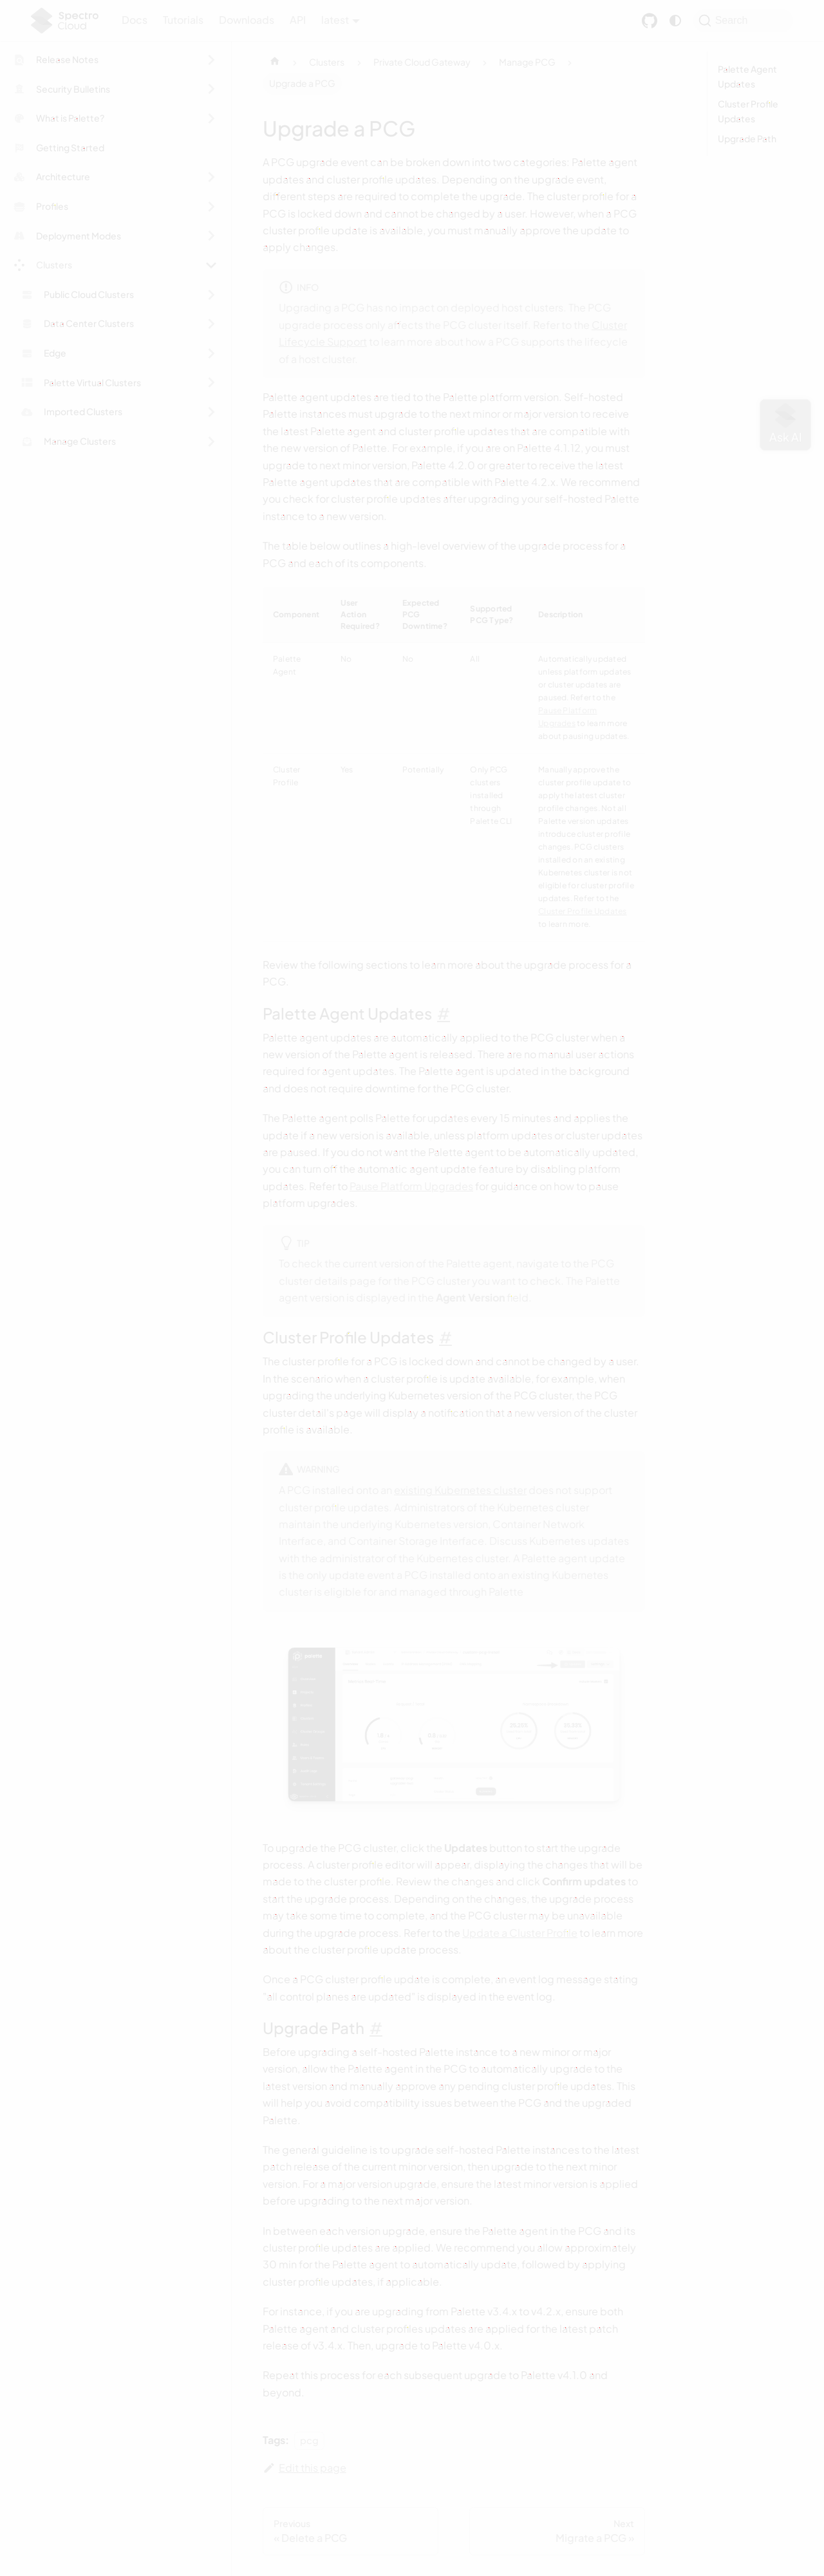 Spectro Cloud
Docs
Tutorials
Downloads
API
latest
Search
Release Notes
Security Bulletins
What is Palette?
Getting Started
Architecture
Profiles
Deployment Modes
Clusters
Public Cloud Clusters
Data Center Clusters
Edge
Palette Virtual Clusters
Imported Clusters
Manage Clusters
Clusters
Private Cloud Gateway
Manage PCG
Upgrade a PCG
Palette Agent
Updates
Cluster Profile
Updates
Upgrade Path
Upgrade a PCG
A PCG upgrade event can be broken down into two categories: Palette agent
updates and cluster profile updates. Depending on the upgrade event,
different steps are required to complete the upgrade. The cluster profile for a
PCG is locked down and cannot be changed by a user. However, when a PCG
cluster profile update is available, you must manually approve the update to
apply changes.
INFO
Upgrading a PCG has no impact on deployed host clusters. The PCG
upgrade process only affects the PCG cluster itself. Refer to the Cluster
Lifecycle Support to learn more about how a PCG supports the lifecycle
of a host cluster.
Palette agent updates are tied to the Palette platform version. Self-hosted
Palette instances must upgrade to the next minor or major version to receive
the latest Palette agent and cluster profile updates that are compatible with
the new version of Palette. For example, if you are on Palette 4.1.12, you must
upgrade to next minor version, Palette 4.2.0 or greater to receive the latest
Palette agent updates that are compatible with Palette 4.2.x. We recommend
you check for cluster profile updates after upgrading your self-hosted Palette
instance to a new version.
The table below outlines a high-level overview of the upgrade process for a
PCG and each of its components.
Component
User
Action
Required?
Expected
PCG
Downtime?
Supported
PCG Type?
Description
Palette
Agent
No
No
All
Automatically updated
unless platform updates
or cluster updates are
paused. Refer to the
Pause Platform
Upgrades to learn more
about pausing updates.
Cluster
Profile
Yes
Potentially
Only PCG
clusters
installed
through
Palette CLI
Manually approve the
cluster profile update to
apply the latest cluster
profile changes. Not all
Palette version updates
introduce cluster profile
changes. PCG clusters
installed on an existing
Kubernetes cluster is not
eligible for cluster profile
updates. Refer to the
Cluster Profile Updates
to learn more.
Review the following sections to learn more about the upgrade process for a
PCG.
Palette Agent Updates #
Palette agent updates are automatically applied to the PCG cluster when a
new version of the Palette agent is released. There are no manual user actions
required for agent updates. The Palette agent is updated in the background
and does not require downtime for the PCG cluster.
The Palette agent polls Palette for updates every 15 minutes and applies the
update if a new version is available, unless platform updates or cluster updates
are paused. If you do not want the Palette agent to be automatically updated,
you can turn off the automatic agent update feature by disabling platform
updates. Refer to Pause Platform Upgrades for guidance on how to pause
platform upgrades.
TIP
To check the current version of the Palette agent, navigate to the PCG
cluster details page for the PCG cluster you want to check. The Palette
agent version is displayed in the Agent Version field.
Cluster Profile Updates #
The cluster profile for a PCG is locked down and cannot be changed by a user.
In the scenario when a cluster profile is update available, for example, when
upgrading the underlying Kubernetes version of the PCG cluster, the PCG
cluster detail's page will display a notification that a new version of the cluster
profile is available.
WARNING
A PCG installed onto an existing Kubernetes cluster does not support
cluster profile updates. Administrators of the Kubernetes cluster
maintain the underlying Kubernetes version, Container Network
Interface, and Container Storage Interface. Discuss Kubernetes updates
with the administrator of the Kubernetes cluster. A Palette agent update
is the only update event a PCG installed onto an existing Kubernetes
cluster is eligible for and managed through Palette.
To upgrade the PCG cluster, click the Updates button to start the upgrade
process. A cluster profile editor will appear, displaying the changes that will be
made to the cluster profile. Review the changes and click Confirm updates to
start the upgrade process. Depending on the changes, the upgrade process
may take some time to complete, and the PCG cluster may be unavailable
during the upgrade process. Refer to the Update a Cluster Profile to learn more
about the cluster profile update process.
Once a PCG cluster profile update is complete, an event log message stating
"all control planes are updated" is displayed in the event log.
Upgrade Path #
Before upgrading a self-hosted Palette instance to a new minor or major
version, allow the Palette agent in the PCG to automatically upgrade to the
latest version and manually approve any pending cluster profile updates. This
will help you avoid compatibility issues between the PCG and the upgraded
Palette.
The general guideline is to upgrade self-hosted Palette instances to the latest
patch release of the current minor version, then upgrade to the next minor
version. For a major version upgrade, ensure the latest minor version is applied
before upgrading to the next major version.
In between each version upgrade, ensure the Palette agent in the PCG and its
cluster profile updates are applied. We recommend you allow approximately
30 min for the Palette agent to automatically update, followed by applying
cluster profile updates, if applicable.
For instance, if you are upgrading from Palette v3.4.x to v4.2.x, ensure both
Palette agent and cluster profiles updates are applied for the latest patch
release of v3.4.x. Then, upgrade to Palette v4.0.x.
Repeat this process for each subsequent upgrade to Palette v4.1.0 and
beyond.
Tags:
pcg
Edit this page
Previous
« Delete a PCG
Next
Migrate a PCG »
Ask AI